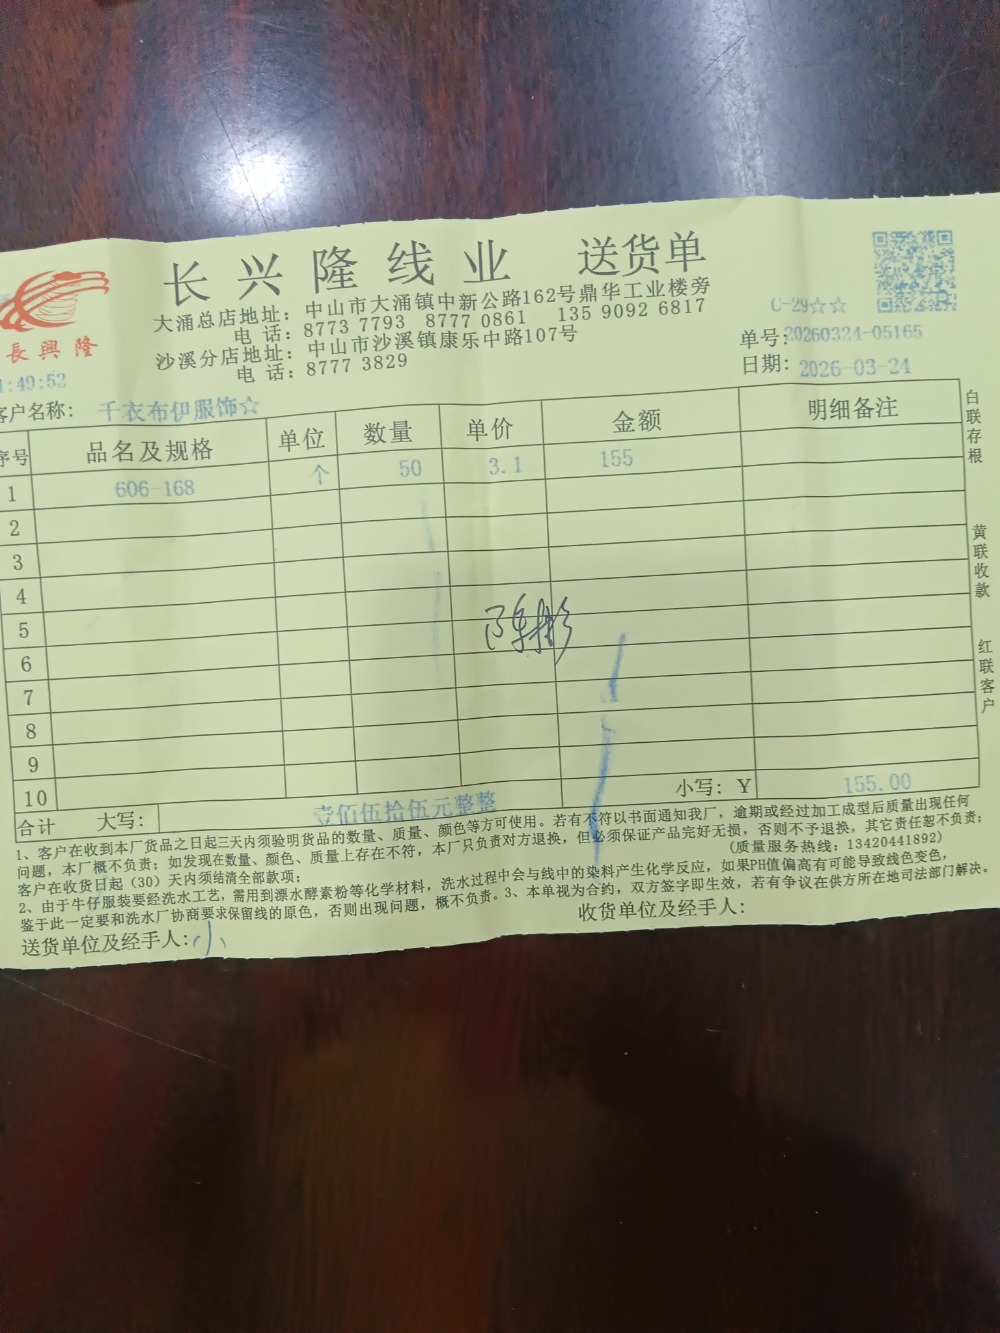 长兴隆线业 送货单
長興隆
大涌总店地址：中山市大涌镇中新公路162号鼎华工业楼旁
电 话：8773 7793 8777 0861 135 9092 6817
沙溪分店地址：中山市沙溪镇康乐中路107号
电 话：8777 3829
C-29☆☆
单号：20260324-05165
日期：2026-03-24
1:49:52
客户名称：千衣布伊服饰☆
序号 品名及规格 单位 数量 单价 金额 明细备注
1 606-168 个 50 3.1 155
2
3
4
5
6
7
8
9
10
陈彬
合计 大写：壹佰伍拾伍元整整 小写：￥ 155.00
白联存根
黄联收款
红联客户
1、客户在收到本厂货品之日起三天内须验明货品的数量、质量、颜色等方可使用。若有不符以书面通知我厂，逾期或经过加工成型后质量出现任何
问题，本厂概不负责；如发现在数量、颜色、质量上存在不符，本厂只负责对方退换，但必须保证产品完好无损，否则不予退换，其它责任恕不负责；
客户在收货日起（30）天内须结清全部款项； (质量服务热线：13420441892)
2、由于牛仔服装要经洗水工艺，需用到漂水酵素粉等化学材料，洗水过程中会与线中的染料产生化学反应，如果PH值偏高有可能导致线色变色，
鉴于此一定要和洗水厂协商要求保留线的原色，否则出现问题，概不负责。3、本单视为合约，双方签字即生效，若有争议在供方所在地司法部门解决。
送货单位及经手人： 收货单位及经手人：